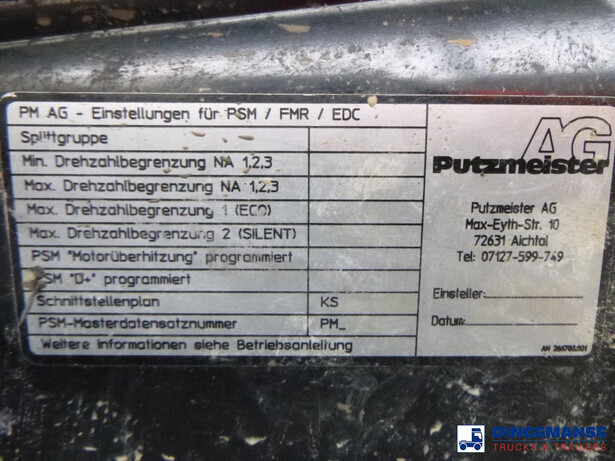 PM AG - Einstellungen für PSM / FMR / EDC
Splittgruppe
Min. Drehzahlbegrenzung NA 1,2,3
Max. Drehzahlbegrenzung NA 1,2,3
Max. Drehzahlbegrenzung 1 (ECO)
Max. Drehzahlbegrenzung 2 (SILENT)
PSM "Motorüberhitzung" programmiert
PSM "D+" programmiert
Schnittstellenplan KS
PSM-Masterdatensatznummer PM_
Weitere Informationen siehe Betriebsanleitung
AG
Putzmeister
Putzmeister AG
Max-Eyth-Str. 10
72631 Aichtal
Tel: 07127-599-749
Einsteller:
Datum:
DINGEMANSE
TRUCKS & TRAILERS